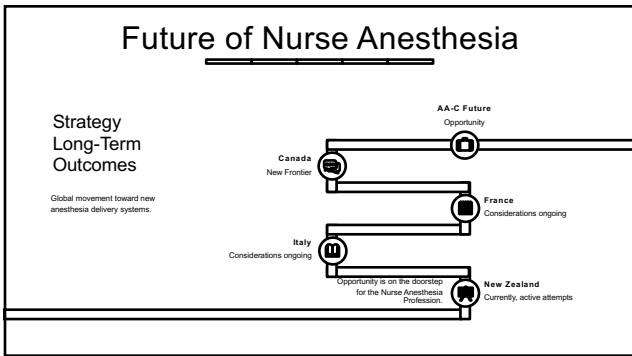 Future of Nurse Anesthesia
Strategy
Long-Term
Outcomes
Global movement toward new
anesthesia delivery systems.
AA-C Future
Opportunity
Canada
New Frontier
France
Considerations ongoing
Italy
Considerations ongoing
Opportunity is on the doorstep
for the Nurse Anesthesia
Profession.
New Zealand
Currently, active attempts